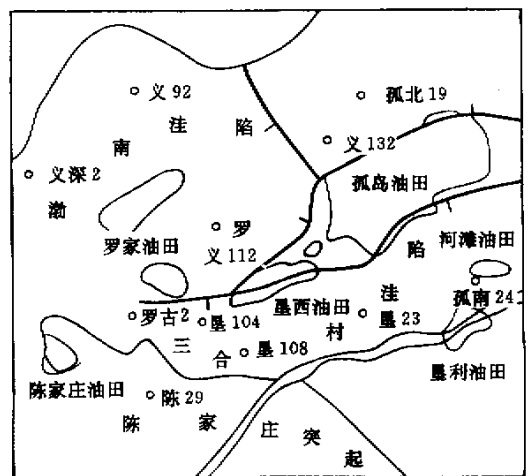 义92
孤北19
洼
陷
南
义132
义深2
渤
孤岛油田
罗
罗家油田
义112
陷
河滩油田
孤南241
洼
垦西油田
罗古2
垦104
垦23
三
村
合
垦108
垦利油田
陈家庄油田
陈29
陈
家
庄
突
起